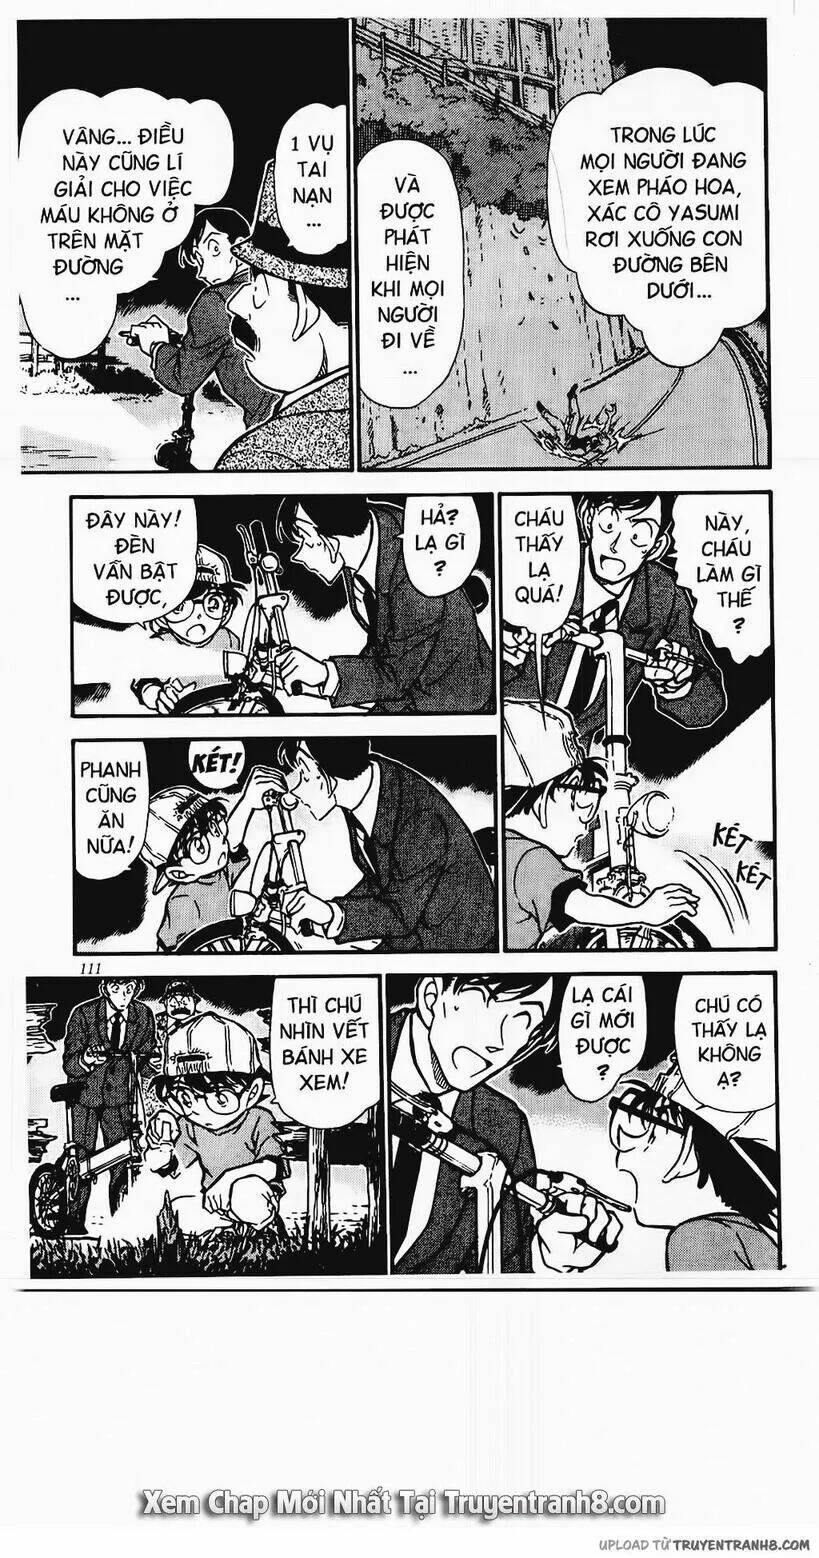 TRONG LÚC
MỌI NGƯỜI ĐANG
XEM PHÁO HOA,
XÁC CÔ YASUMI
RƠI XUỐNG CON
ĐƯỜNG BÊN
DƯỚI...
VÀ
ĐƯỢC
PHÁT
HIỆN
KHI MỌI
NGƯỜI
ĐI VỀ
...
1 VỤ
TAI
NẠN
...
VÂNG... ĐIỀU
NÀY CŨNG LÍ
GIẢI CHO VIỆC
MÁU KHÔNG Ở
TRÊN MẶT
ĐƯỜNG
...
NÀY,
CHÁU
LÀM GÌ
THẾ
?
CHÁU
THẤY
LẠ
QUÁ!
KÉT
KÉT
HẢ?
LẠ GÌ
?
ĐÂY NÀY!
ĐÈN
VẪN BẬT
ĐƯỢC,
KÉT!
PHANH
CŨNG
ĂN
NỮA!
111
CHÚ CÓ
THẤY LẠ
KHÔNG
Ạ?
LẠ CÁI
GÌ MỚI
ĐƯỢC
?
THÌ CHÚ
NHÌN VẾT
BÁNH XE
XEM!
Xem Chap Mới Nhất Tại Truyentranh8.com
UPLOAD TỪ TRUYENTRANH8.COM